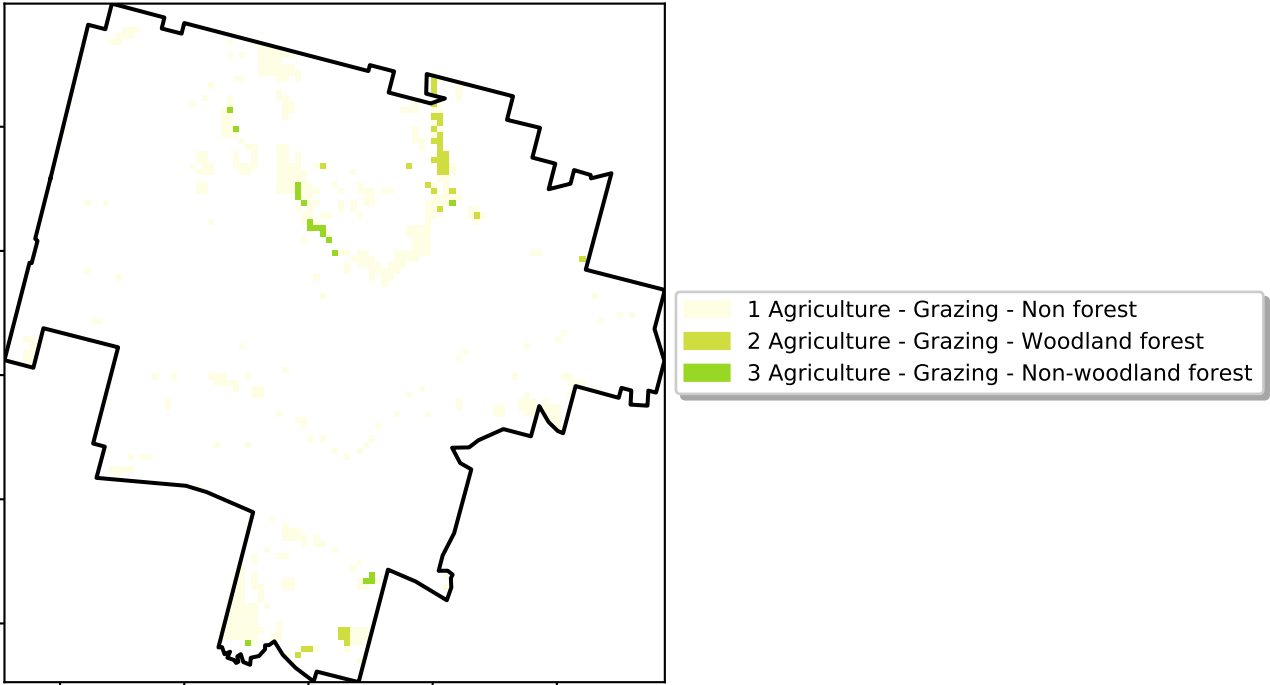 1 Agriculture - Grazing - Non forest
2 Agriculture - Grazing - Woodland forest
3 Agriculture - Grazing - Non-woodland forest